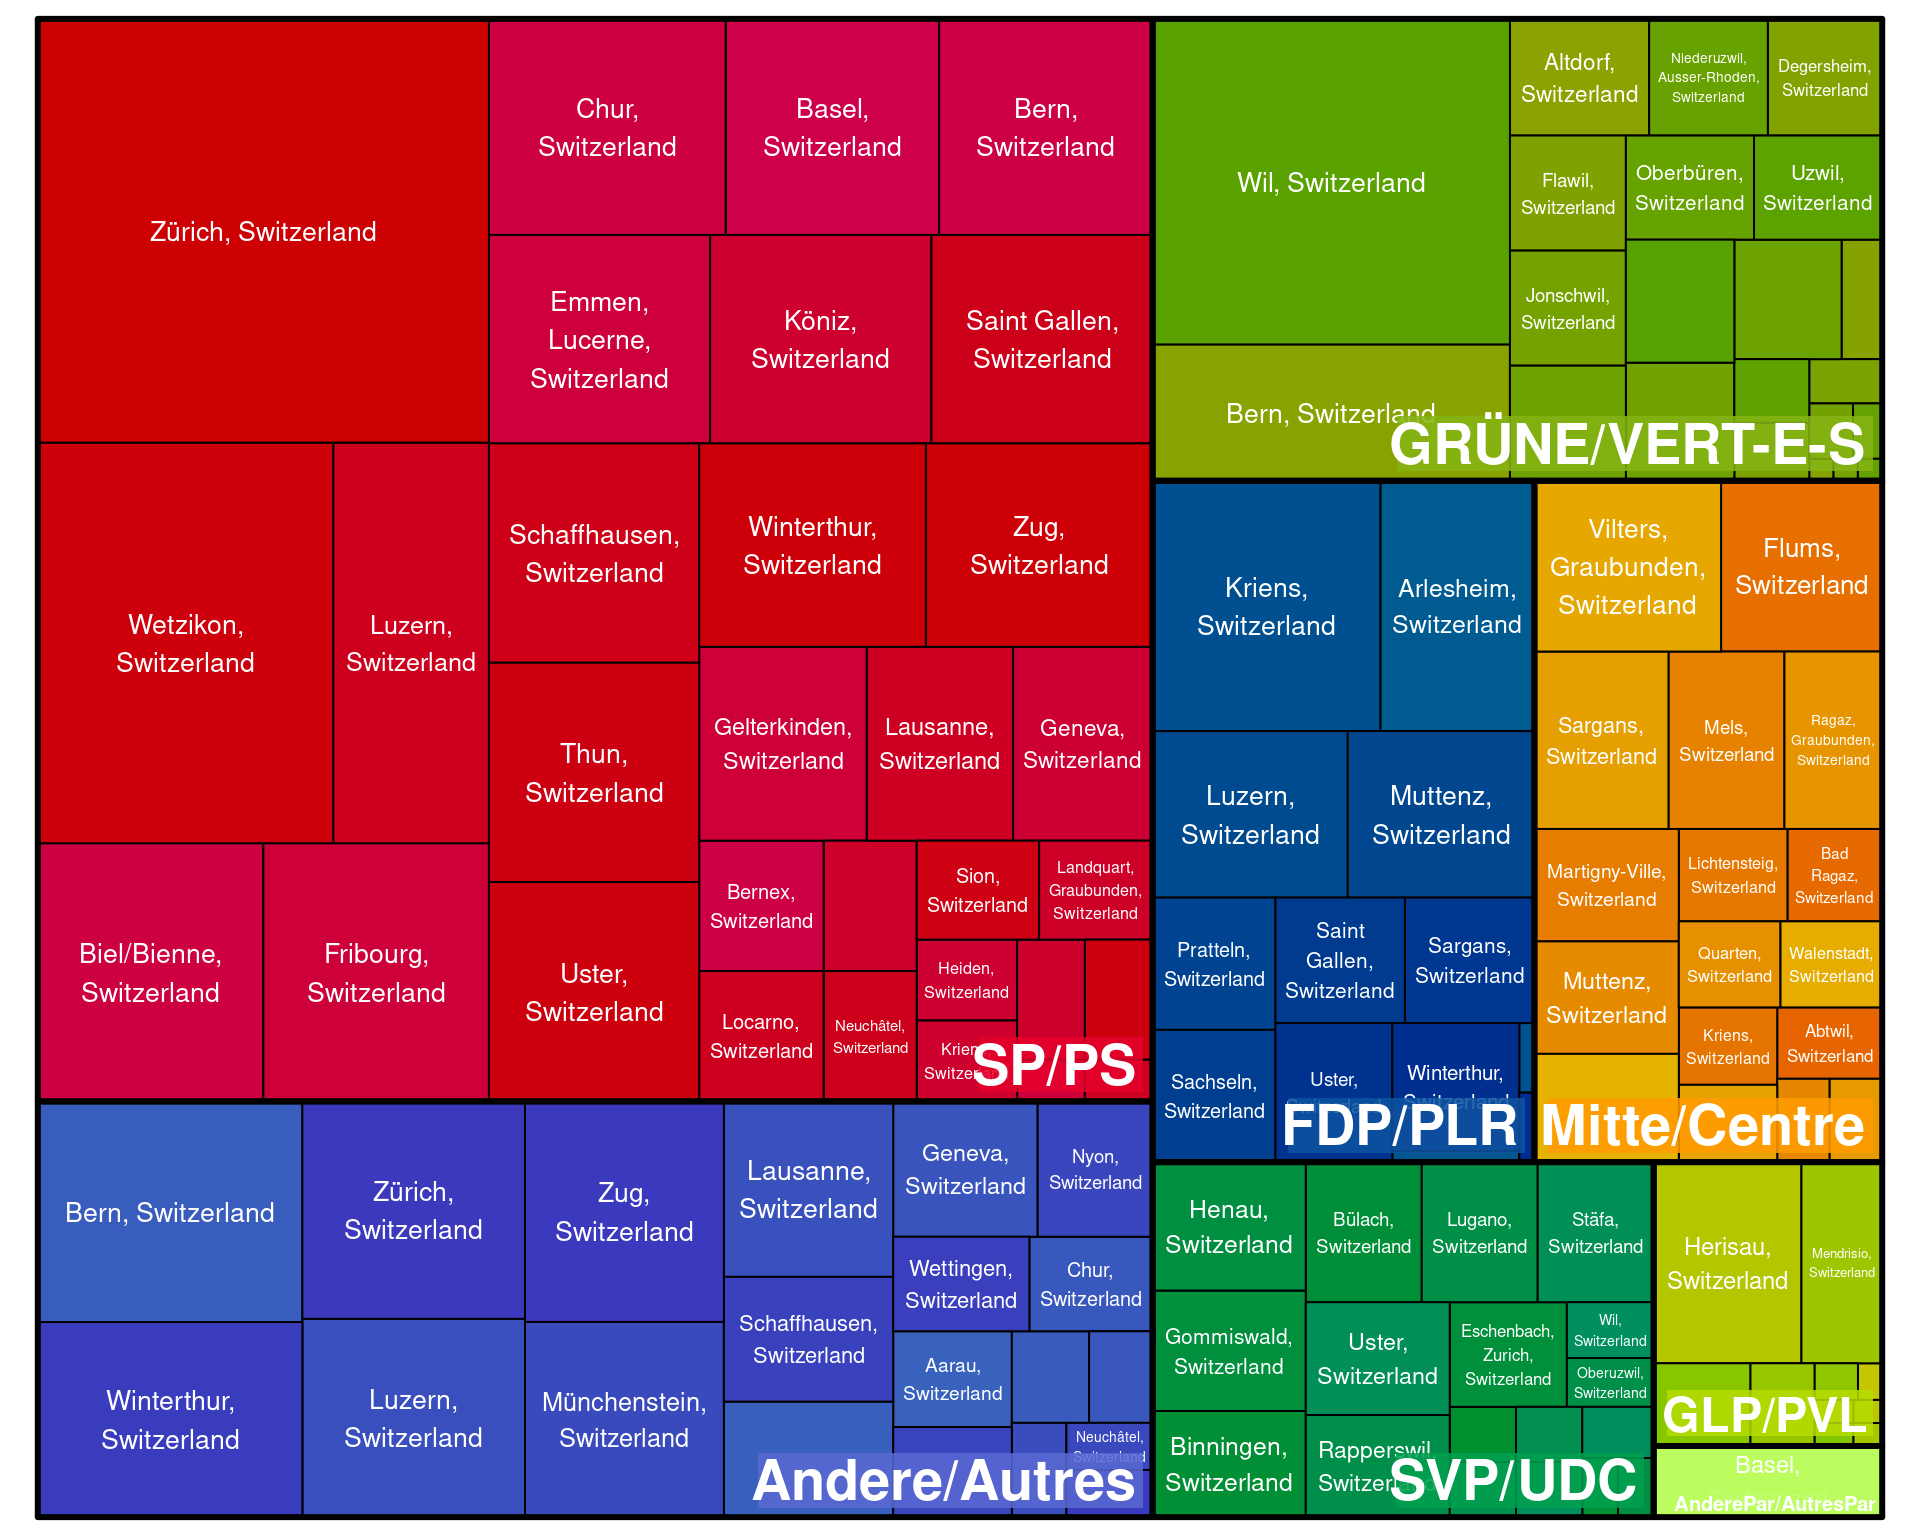 Zürich, Switzerland
Chur,
Switzerland
Basel,
Switzerland
Bern,
Switzerland
Emmen,
Lucerne,
Switzerland
Köniz,
Switzerland
Saint Gallen,
Switzerland
Wetzikon,
Switzerland
Luzern,
Switzerland
Schaffhausen,
Switzerland
Winterthur,
Switzerland
Zug,
Switzerland
Thun,
Switzerland
Gelterkinden,
Switzerland
Lausanne,
Switzerland
Geneva,
Switzerland
Biel/Bienne,
Switzerland
Fribourg,
Switzerland
Uster,
Switzerland
Bernex,
Switzerland
Sion,
Switzerland
Landquart,
Graubunden,
Switzerland
Locarno,
Switzerland
Neuchâtel,
Switzerland
Heiden,
Switzerland
Kriens,
Switzerland
SP/PS
Wil, Switzerland
Bern, Switzerland
Altdorf,
Switzerland
Niederuzwil,
Ausser-Rhoden,
Switzerland
Degersheim,
Switzerland
Flawil,
Switzerland
Oberbüren,
Switzerland
Uzwil,
Switzerland
Jonschwil,
Switzerland
GRÜNE/VERT-E-S
Kriens,
Switzerland
Arlesheim,
Switzerland
Luzern,
Switzerland
Muttenz,
Switzerland
Pratteln,
Switzerland
Saint
Gallen,
Switzerland
Sargans,
Switzerland
Sachseln,
Switzerland
Uster,
Switzerland
Winterthur,
Switzerland
FDP/PLR
Vilters,
Graubunden,
Switzerland
Flums,
Switzerland
Sargans,
Switzerland
Mels,
Switzerland
Ragaz,
Graubunden,
Switzerland
Martigny-Ville,
Switzerland
Lichtensteig,
Switzerland
Bad
Ragaz,
Switzerland
Muttenz,
Switzerland
Quarten,
Switzerland
Walenstadt,
Switzerland
Kriens,
Switzerland
Abtwil,
Switzerland
Mitte/Centre
Bern, Switzerland
Zürich,
Switzerland
Zug,
Switzerland
Lausanne,
Switzerland
Geneva,
Switzerland
Nyon,
Switzerland
Wettingen,
Switzerland
Chur,
Switzerland
Winterthur,
Switzerland
Luzern,
Switzerland
Münchenstein,
Switzerland
Schaffhausen,
Switzerland
Aarau,
Switzerland
Neuchâtel,
Switzerland
Andere/Autres
Henau,
Switzerland
Bülach,
Switzerland
Lugano,
Switzerland
Stäfa,
Switzerland
Gommiswald,
Switzerland
Uster,
Switzerland
Eschenbach,
Zurich,
Switzerland
Wil,
Switzerland
Oberuzwil,
Switzerland
Binningen,
Switzerland
Rapperswil,
Switzerland
SVP/UDC
Herisau,
Switzerland
Mendrisio,
Switzerland
GLP/PVL
Basel,
AnderePar/AutresPar